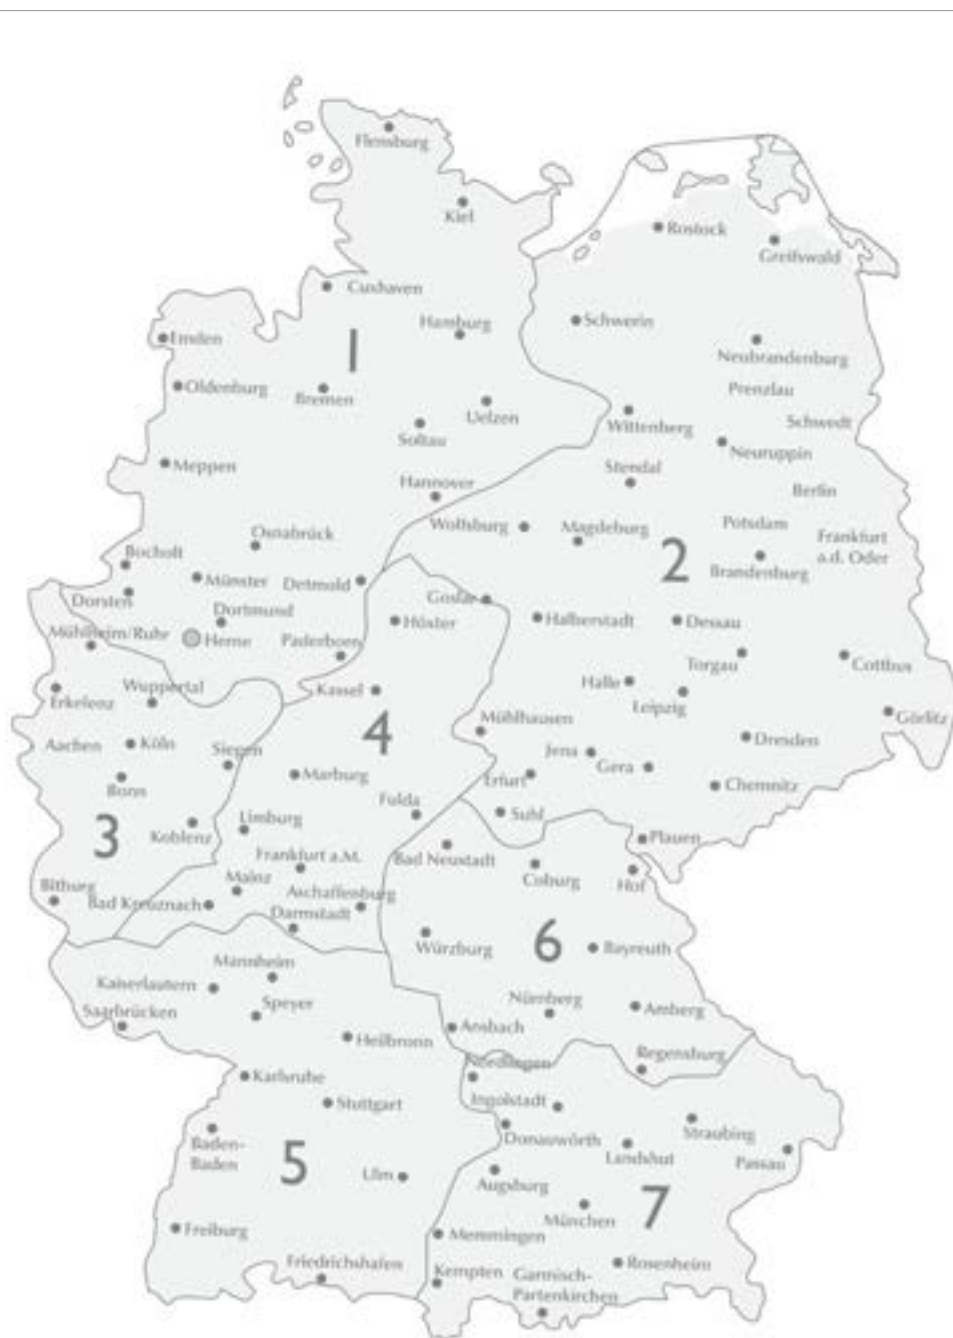 Flensburg
Kiel
Rostock
Greifswald
Cuxhaven
Hamburg
Schwerin
Emden
1
Neubrandenburg
Oldenburg
Bremen
Prenzlau
Uelzen
Wittenberg
Schwedt
Soltau
Neuruppin
Meppen
Stendal
Hannover
Berlin
Wolfsburg
Magdeburg
Potsdam
Frankfurt
a.d. Oder
Osnabrück
Bocholt
2
Brandenburg
Münster
Detmold
Dorsten
Goslar
Dortmund
Höxter
Halberstadt
Dessau
Mühlheim/Ruhr
Herne
Paderborn
Torgau
Cottbus
Erkelenz
Wuppertal
Kassel
Halle
Leipzig
Mühlhausen
Görlitz
4
Aachen
Köln
Siegen
Jena
Dresden
Gera
Bonn
Marburg
Erfurt
Chemnitz
Fulda
Suhl
3
Koblenz
Limburg
Plauen
Frankfurt a.M.
Bad Neustadt
Coburg
Hof
Bitburg
Mainz
Aschaffenburg
Bad Kreuznach
Darmstadt
6
Würzburg
Bayreuth
Mannheim
Kaiserlautern
Speyer
Nürnberg
Amberg
Saarbrücken
Ansbach
Heilbronn
Regensburg
Nördlingen
Karlsruhe
Stuttgart
Ingolstadt
Donauwörth
Straubing
Baden-
Baden
5
Landshut
Passau
Ulm
Augsburg
7
München
Freiburg
Memmingen
Friedrichshafen
Kempten
Rosenheim
Garmisch-
Partenkirchen